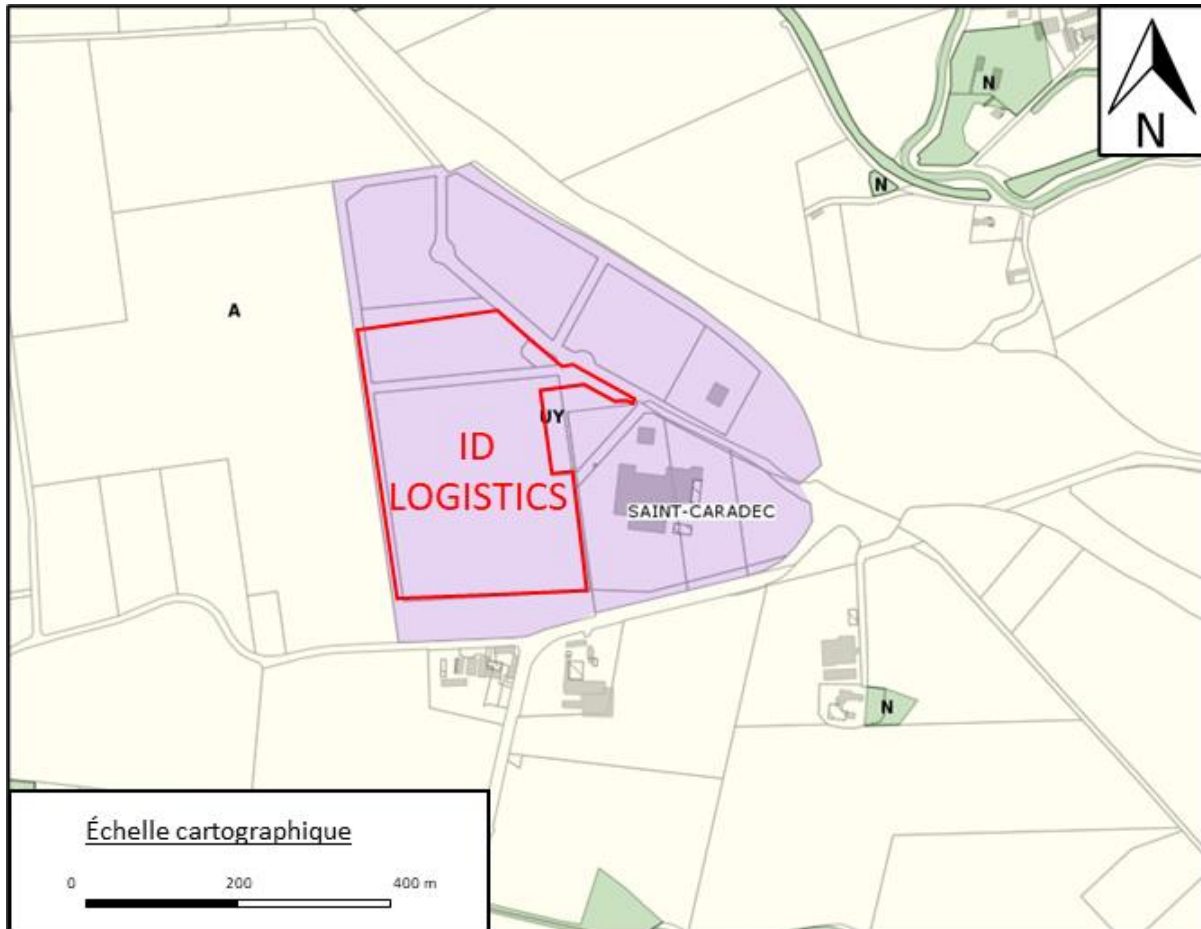 N
N
N
A
UY
ID
LOGISTICS
SAINT-CARADEC
N
Échelle cartographique
0 200 400 m